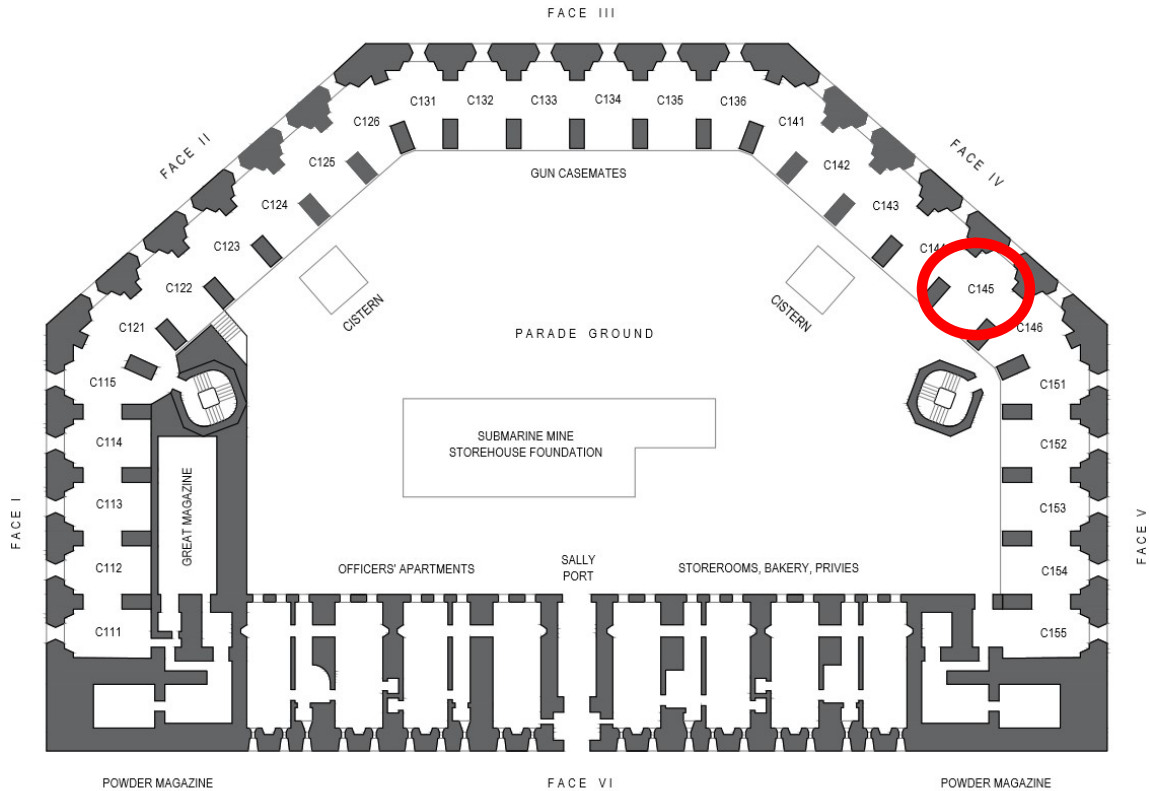 FACE III
C131 C132 C133 C134 C135 C136
C126 C141
FACE II FACE IV
C125 C142
GUN CASEMATES
C124 C143
C123 C144
C122 C145
CISTERN CISTERN
C121 C146
PARADE GROUND
C115 C151
C114 C152
SUBMARINE MINE
STOREHOUSE FOUNDATION
GREAT MAGAZINE
C113 C153
FACE I FACE V
C112 C154
OFFICERS' APARTMENTS
SALLY
PORT
STOREROOMS, BAKERY, PRIVIES
C111 C155
POWDER MAGAZINE FACE VI POWDER MAGAZINE